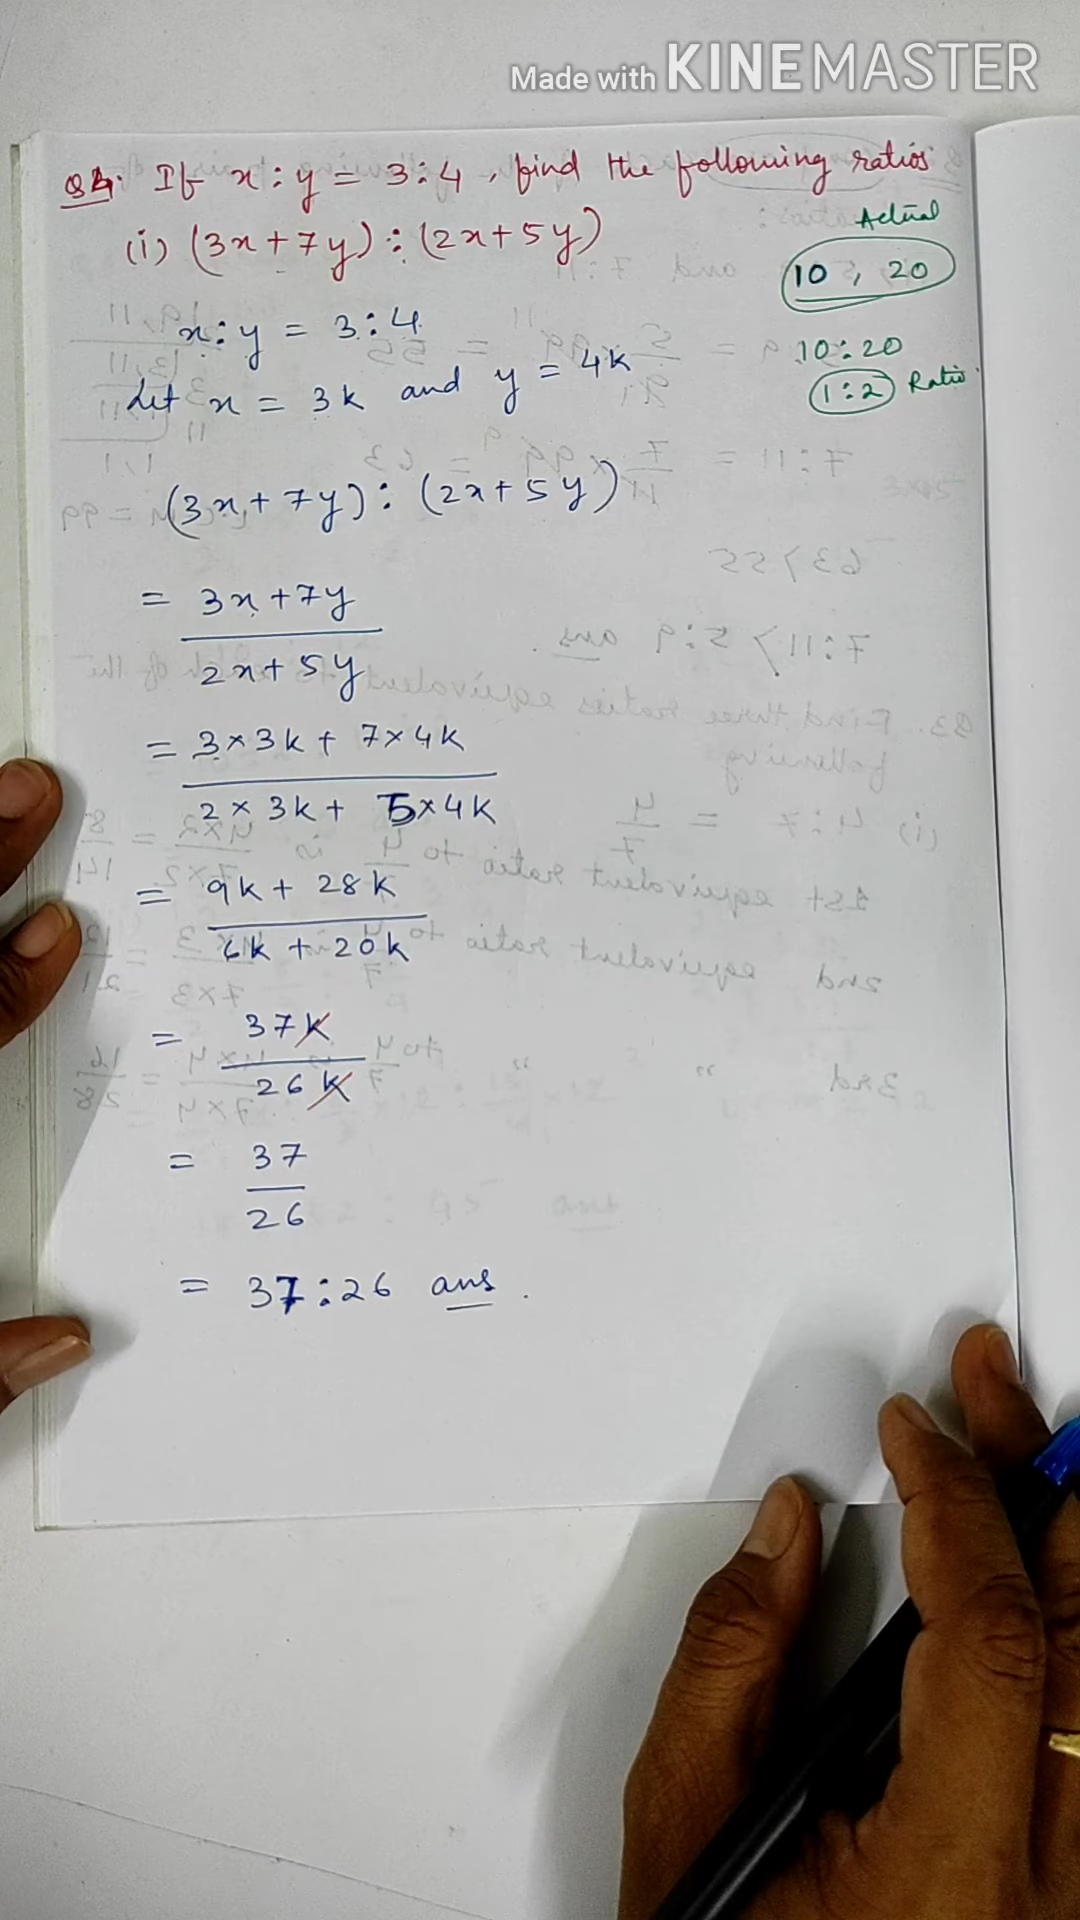 Made with KINEMASTER
Q4. If x : y = 3 : 4 , find the following ratios
(i) (3x + 7y) : (2x + 5y)
Actual
10 , 20
10 : 20
1 : 2 Ratio
x : y = 3 : 4
Let x = 3k and y = 4k
(3x + 7y) : (2x + 5y)
= 3x + 7y
2x + 5y
= 3 × 3k + 7 × 4k
2 × 3k + 5 × 4k
= 9k + 28k
6k + 20k
= 37k
26k
= 37
26
= 37 : 26 ans.